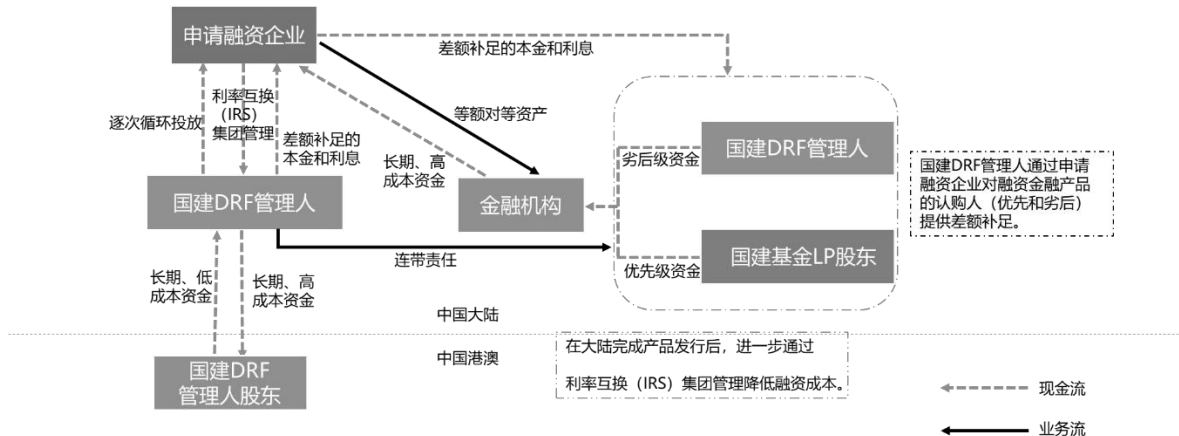 申请融资企业
差额补足的本金和利息
逐次循环投放
利率互换
（IRS）
集团管理
差额补足的
本金和利息
等额对等资产
长期、高
成本资金
劣后级资金
国建DRF管理人
国建DRF管理人
金融机构
国建DRF管理人通过申请
融资企业对融资金融产品
的认购人（优先和劣后）
提供差额补足。
连带责任
优先级资金
国建基金LP股东
长期、低
成本资金
长期、高
成本资金
中国大陆
中国港澳
在大陆完成产品发行后，进一步通过
利率互换（IRS）集团管理降低融资成本。
国建DRF
管理人股东
现金流
业务流